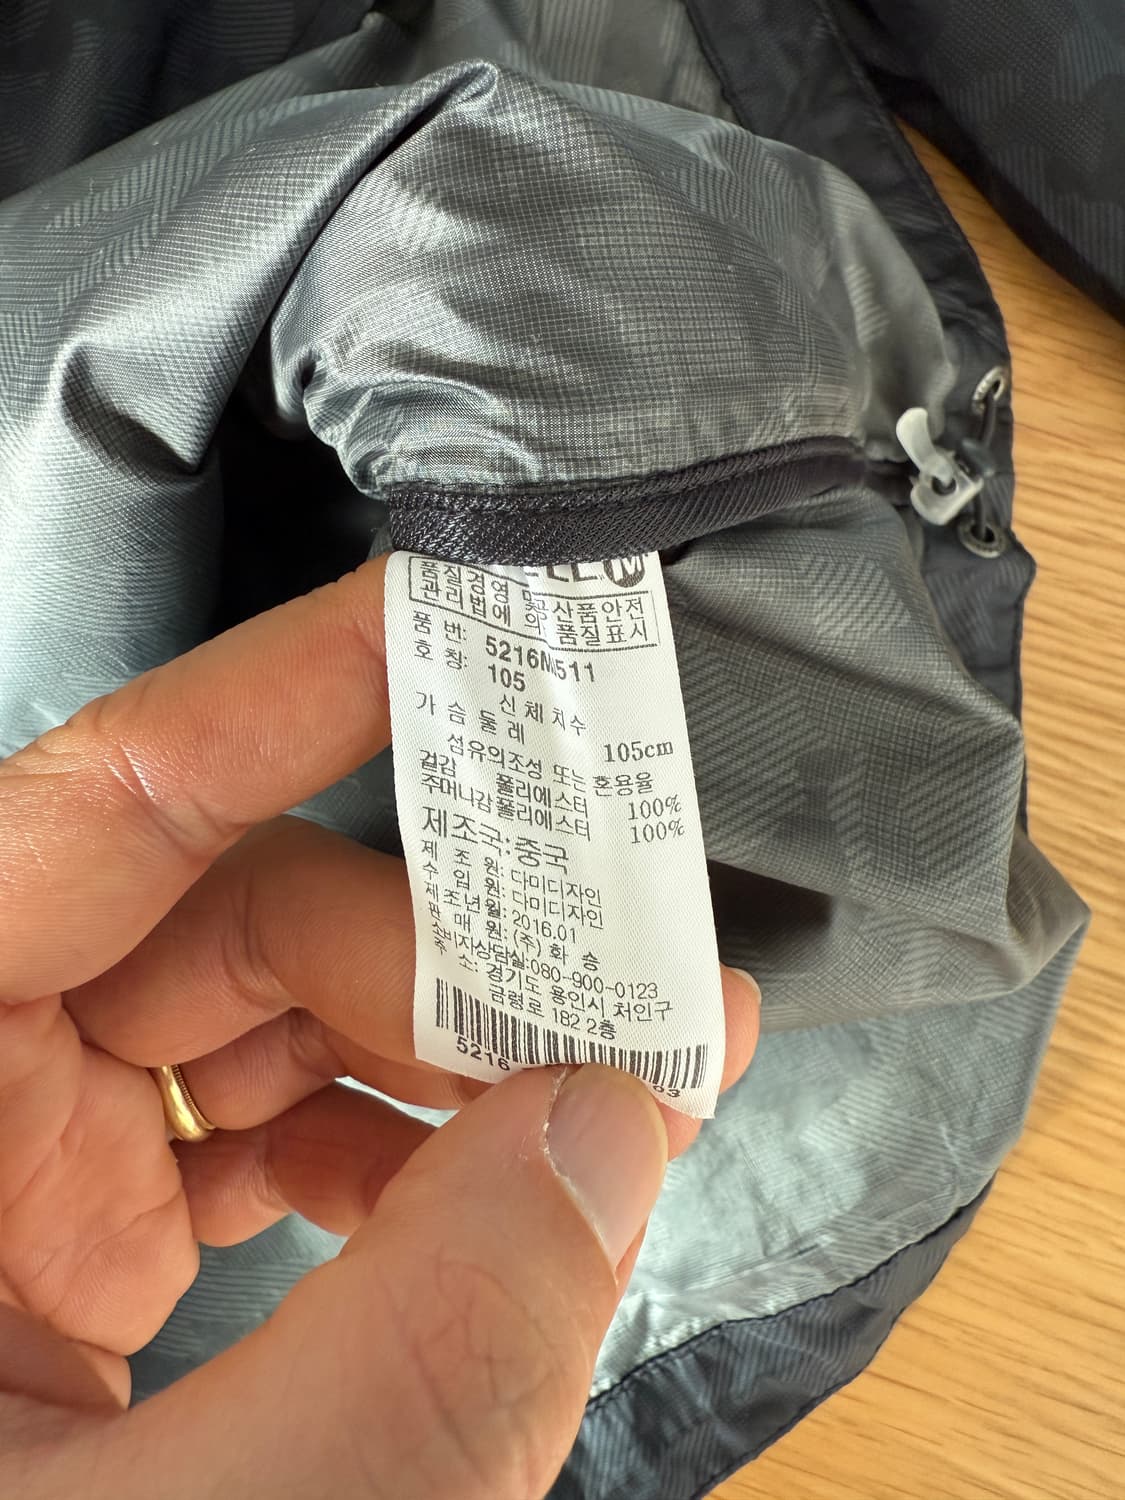 품질경영 및 공산품안전
관리법에 의 품질표시
품 번: 5216MJ511
호 칭: 105
신 체 치 수
가 슴 둘 레 105cm
섬유의조성 또는 혼용율
겉감 폴리에스터 100%
주머니감 폴리에스터 100%
제조국: 중국
제 조 원: 다미디자인
수 입 원: 다미디자인
제조년월: 2016.01
판 매 원: (주) 화 승
소비자상담실:080-900-0123
주 소: 경기도 용인시 처인구
금령로 182 2층
5216